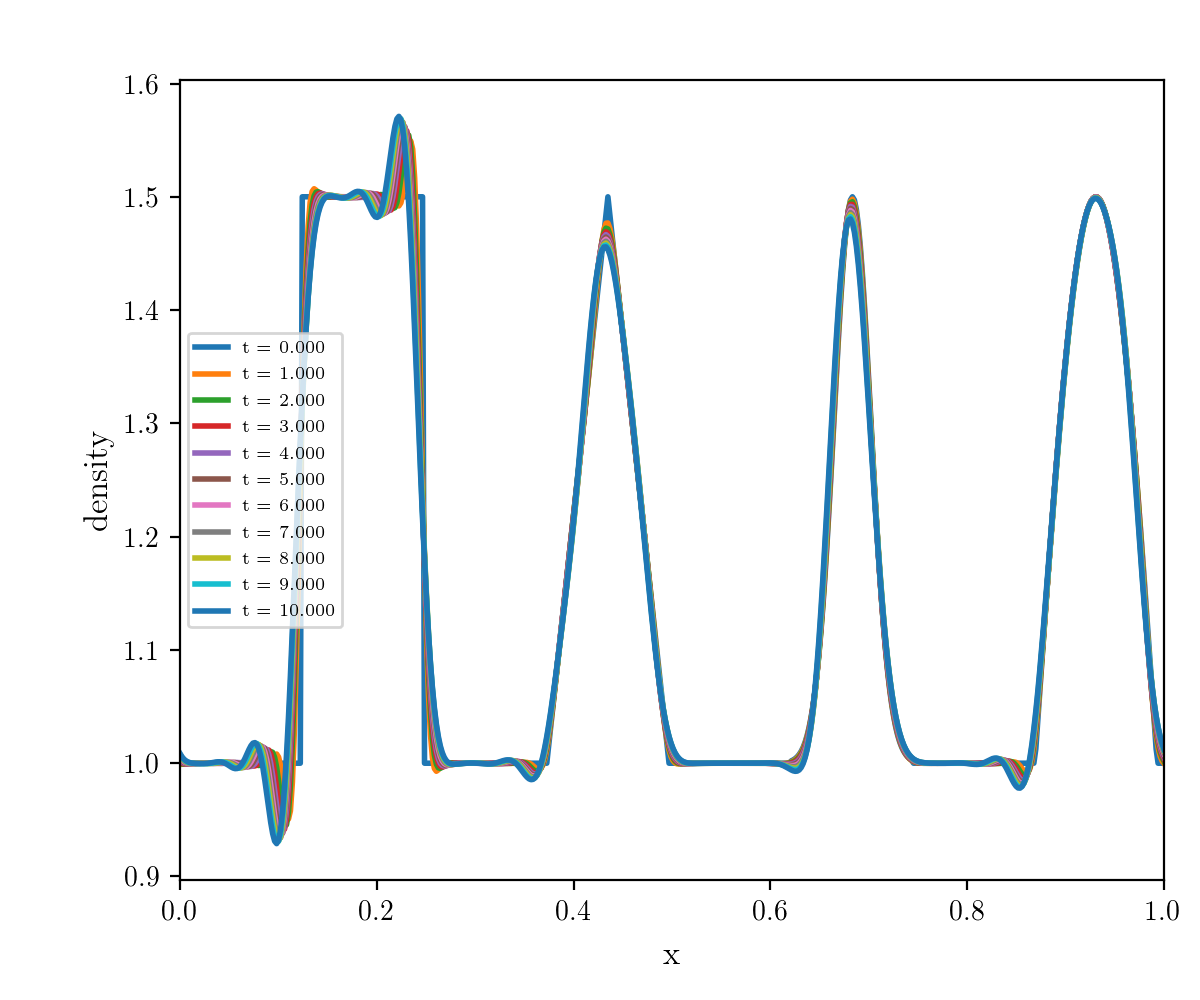 1.6
1.5
1.4
1.3
1.2
1.1
1.0
0.9
density
t = 0.000
t = 1.000
t = 2.000
t = 3.000
t = 4.000
t = 5.000
t = 6.000
t = 7.000
t = 8.000
t = 9.000
t = 10.000
0.0 0.2 0.4 0.6 0.8 1.0
x